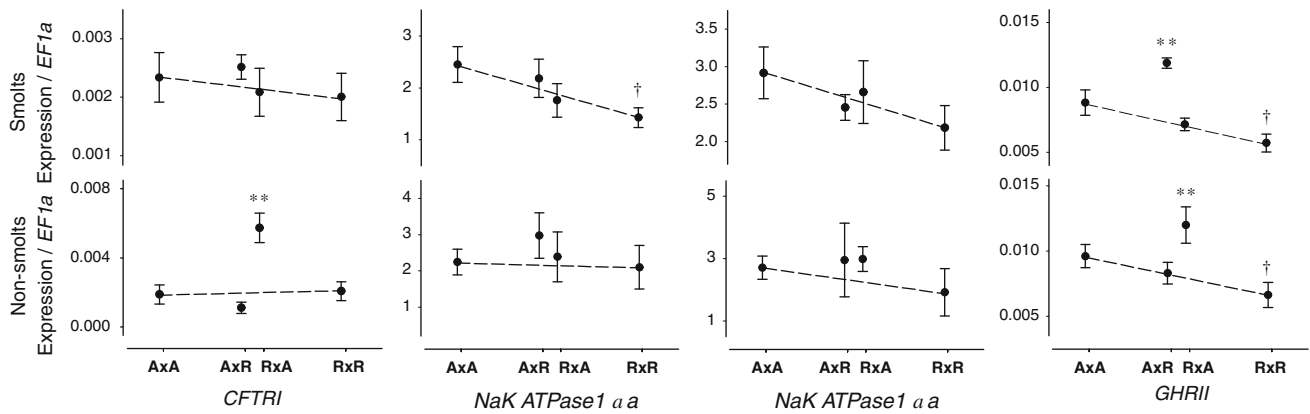 Smolts
Expression / EF1a
0.003
0.002
0.001
3
2
1
†
3.5
3.0
2.5
2.0
0.015
0.010
0.005
**
†
Non-smolts
Expression / EF1a
0.008
0.004
0.000
**
4
3
2
1
5
3
1
0.015
0.010
0.005
**
†
AxA AxR RxA RxR
AxA AxR RxA RxR
AxA AxR RxA RxR
AxA AxR RxA RxR
CFTRI
NaK ATPase1 a a
NaK ATPase1 a a
GHRII